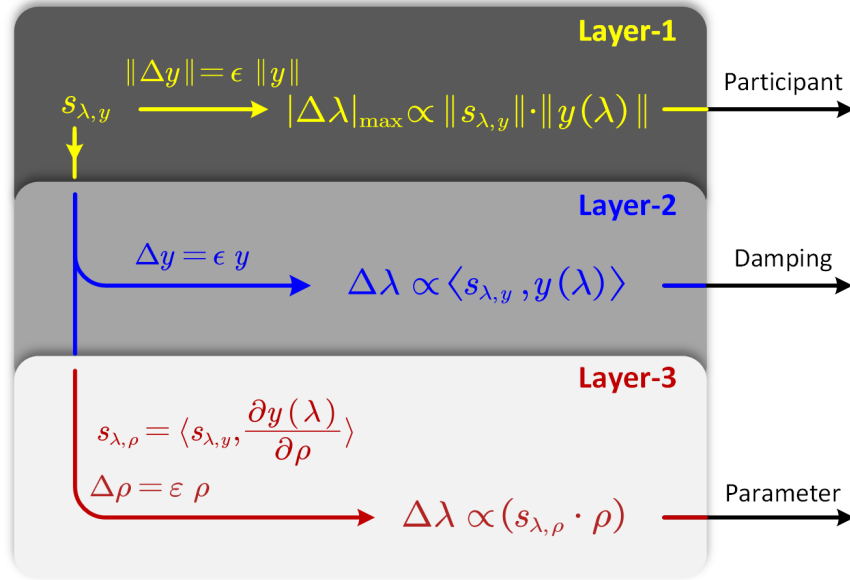 Layer-1
‖Δy‖=ϵ ‖y‖
Participant
s_{λ,y}
|Δλ|_{max}∝‖s_{λ,y}‖·‖y(λ)‖
Layer-2
Δy=ϵ y
Damping
Δλ∝⟨s_{λ,y},y(λ)⟩
Layer-3
s_{λ,ρ}=⟨s_{λ,y},∂y(λ)/∂ρ⟩
Δρ=ε ρ
Parameter
Δλ∝(s_{λ,ρ}·ρ)